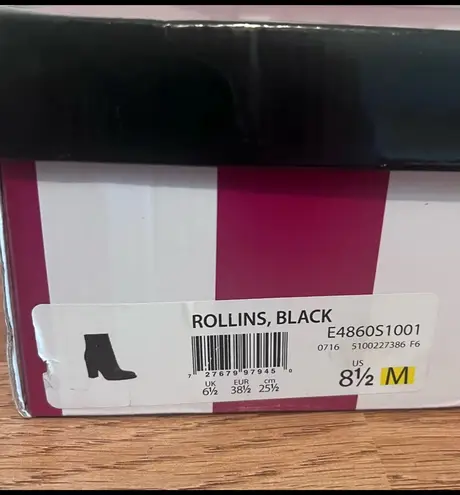 ROLLINS, BLACK
E4860S1001
0716 5100227386 F6
7 27679 97945 0
UK EUR cm
6½ 38½ 25½
US
8½ M